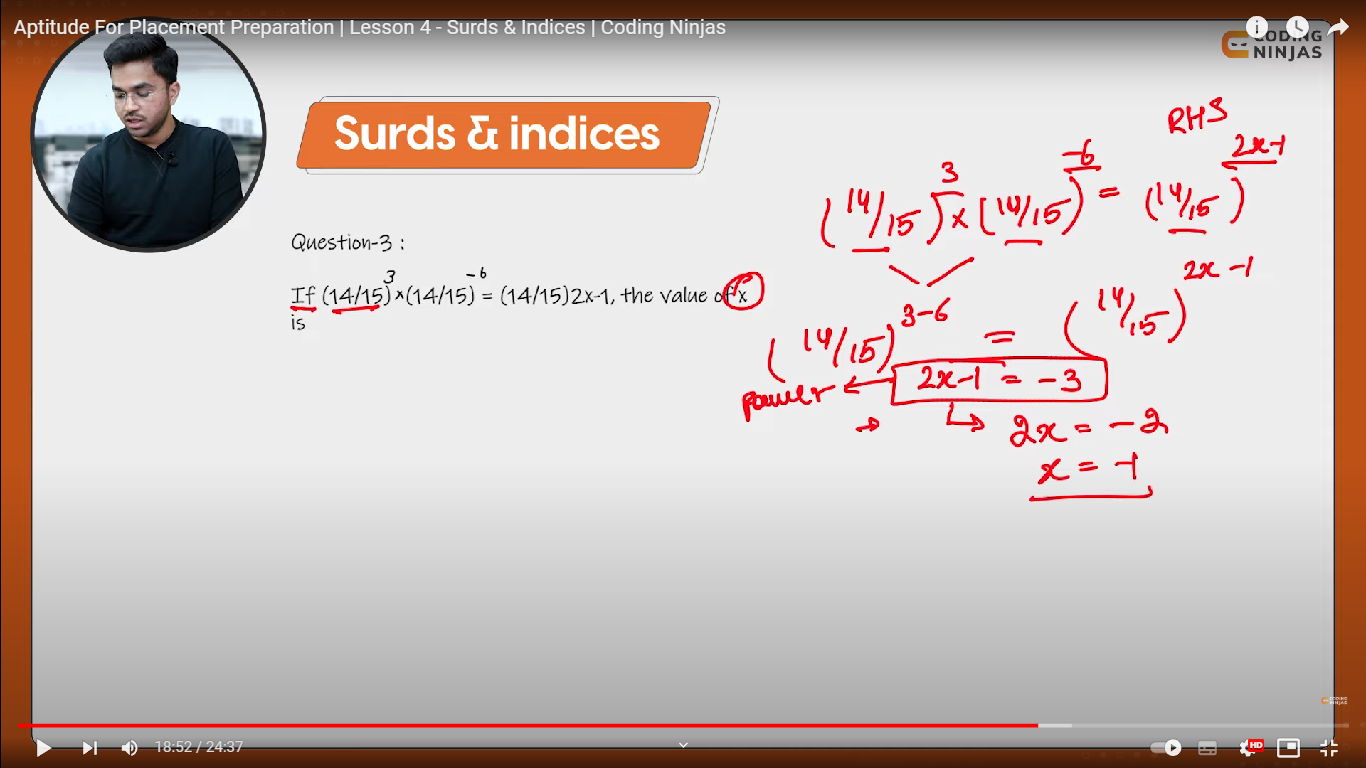 Aptitude For Placement Preparation | Lesson 4 - Surds & Indices | Coding Ninjas
CODING
NINJAS
Surds & indices
RHS
(14/15)³ × (14/15)⁻⁶ = (14/15)²ˣ⁻¹
Question-3 :
If (14/15)³×(14/15)⁻⁶ = (14/15)2x-1, the value of x
is
(14/15)³⁻⁶ = (14/15)²ˣ⁻¹
power ← 2x-1 = -3
→ ↳ 2x = -2
x = -1
CODING
NINJAS
18:52 / 24:37
HD